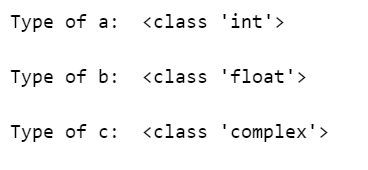 Type of a:  <class 'int'>
Type of b:  <class 'float'>
Type of c:  <class 'complex'>